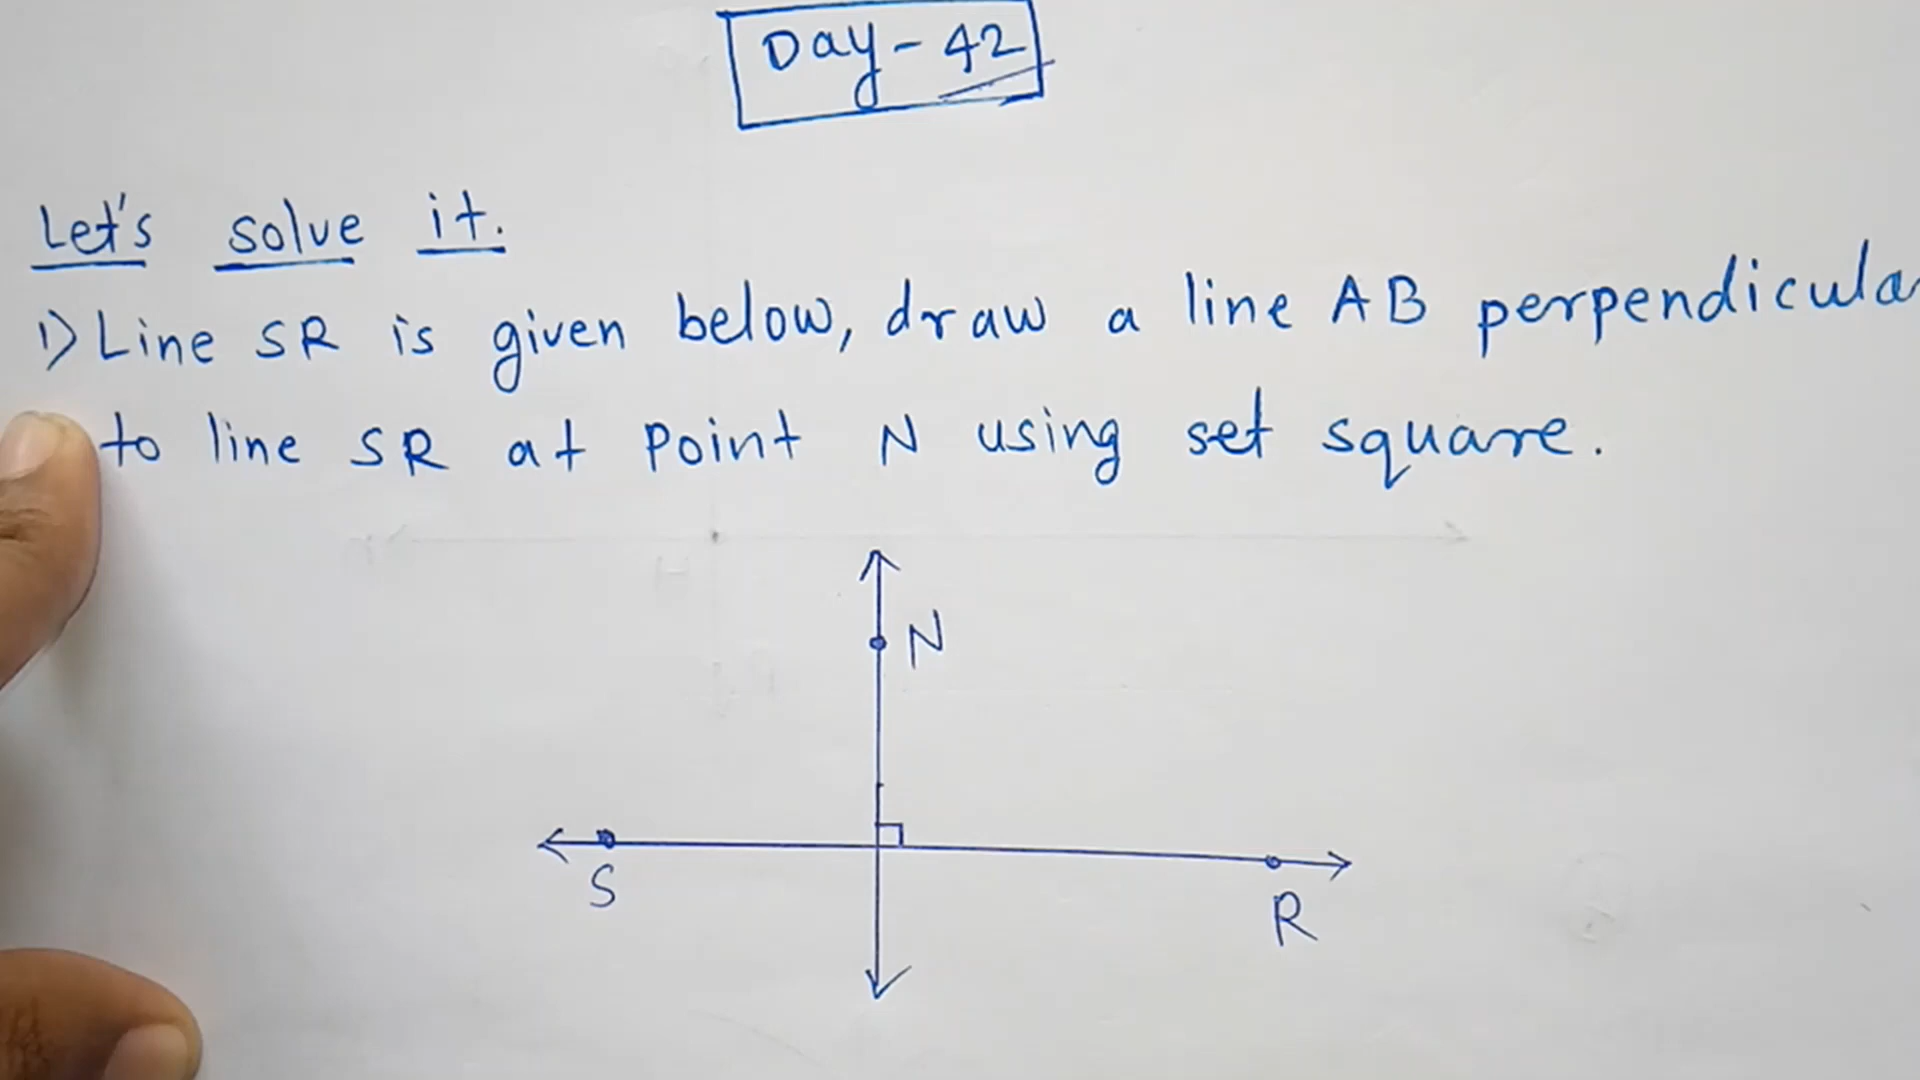 Day-42
Let's solve it.
1) Line SR is given below, draw a line AB perpendicular
to line SR at point N using set square.
N
S
R